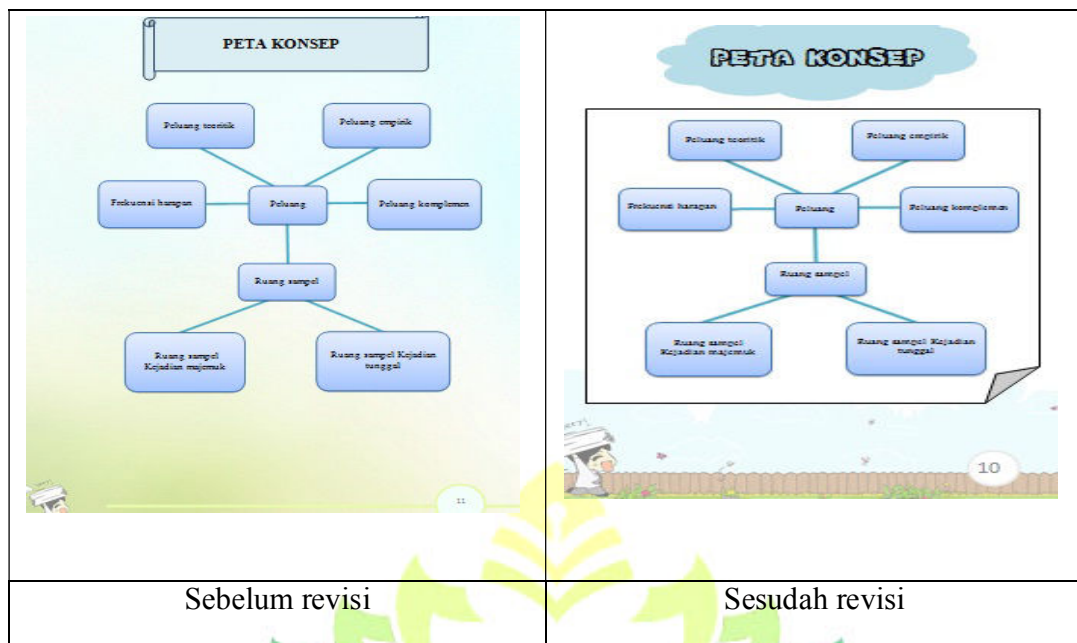 PETA KONSEP
Peluang teoritik
Peluang empirik
Frekuensi harapan
Peluang
Peluang komplemen
Ruang sampel
Ruang sampel
Kejadian majemuk
Ruang sampel Kejadian
tunggal
11
Sebelum revisi
PETA KONSEP
Peluang teoritik
Peluang empirik
Frekuensi harapan
Peluang
Peluang komplemen
Ruang sampel
Ruang sampel
Kejadian majemuk
Ruang sampel Kejadian
tunggal
10
Sesudah revisi